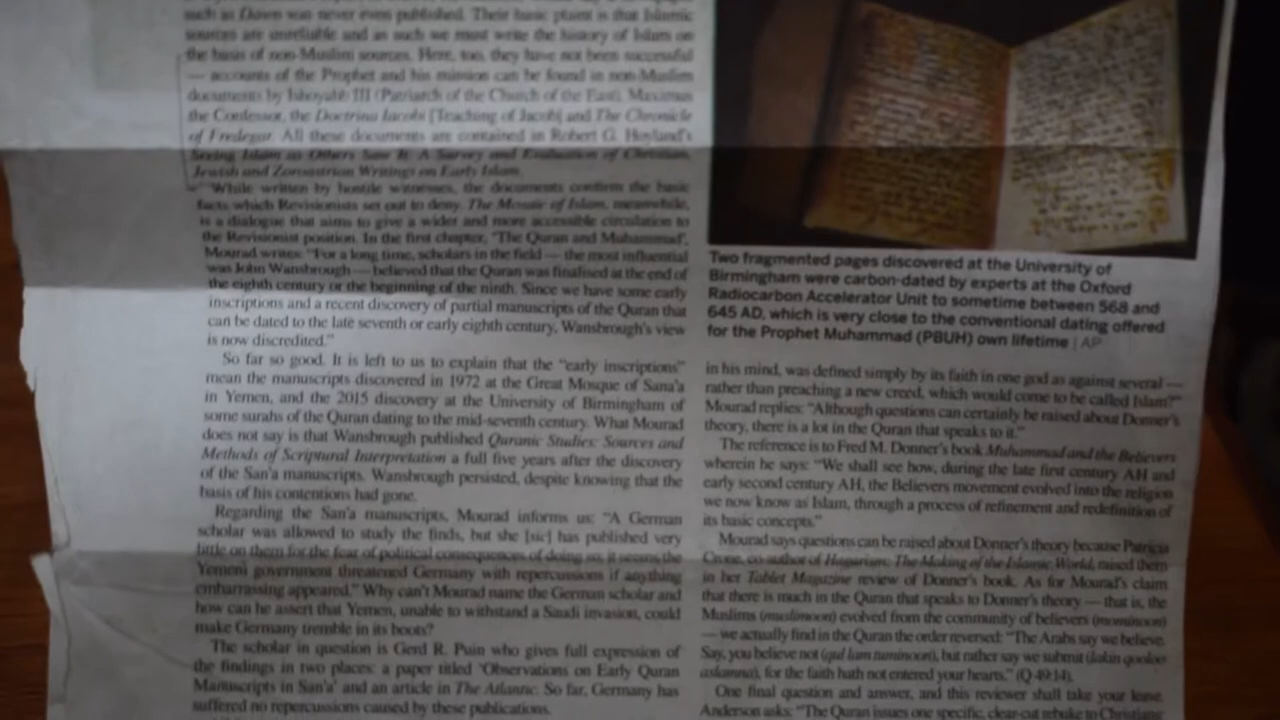 such as Dawn was never even published. Their basic point is that Islamic
sources are unreliable and as such we must write the history of Islam on
the basis of non-Muslim sources. Here, too, they have not been successful
— accounts of the Prophet and his mission can be found in non-Muslim
documents by Ishoyahb III (Patriarch of the Church of the East), Maximus
the Confessor, the Doctrina Iacobi [Teaching of Jacob] and The Chronicle
of Fredegar. All these documents are contained in Robert G. Hoyland's
Seeing Islam as Others Saw It: A Survey and Evaluation of Christian,
Jewish and Zoroastrian Writings on Early Islam.
While written by hostile witnesses, the documents confirm the basic
facts which Revisionists set out to deny. The Mosaic of Islam, meanwhile,
is a dialogue that aims to give a wider and more accessible circulation to
the Revisionist position. In the first chapter, 'The Quran and Muhammad',
Mourad writes: "For a long time, scholars in the field — the most influential
was John Wansbrough — believed that the Quran was finalised at the end of
the eighth century or the beginning of the ninth. Since we have some early
inscriptions and a recent discovery of partial manuscripts of the Quran that
can be dated to the late seventh or early eighth century, Wansbrough's view
is now discredited."
So far so good. It is left to us to explain that the "early inscriptions"
mean the manuscripts discovered in 1972 at the Great Mosque of Sana'a
in Yemen, and the 2015 discovery at the University of Birmingham of
some surahs of the Quran dating to the mid-seventh century. What Mourad
does not say is that Wansbrough published Quranic Studies: Sources and
Methods of Scriptural Interpretation a full five years after the discovery
of the San'a manuscripts. Wansbrough persisted, despite knowing that the
basis of his contentions had gone.
Regarding the San'a manuscripts, Mourad informs us: "A German
scholar was allowed to study the finds, but she [sic] has published very
little on them for the fear of political consequences of doing so; it seems the
Yemeni government threatened Germany with repercussions if anything
embarrassing appeared." Why can't Mourad name the German scholar and
how can he assert that Yemen, unable to withstand a Saudi invasion, could
make Germany tremble in its boots?
The scholar in question is Gerd R. Puin who gives full expression of
the findings in two places: a paper titled 'Observations on Early Quran
Manuscripts in San'a' and an article in The Atlantic. So far, Germany has
suffered no repercussions caused by these publications.
Two fragmented pages discovered at the University of
Birmingham were carbon-dated by experts at the Oxford
Radiocarbon Accelerator Unit to sometime between 568 and
645 AD, which is very close to the conventional dating offered
for the Prophet Muhammad (PBUH) own lifetime | AP
in his mind, was defined simply by its faith in one god as against several —
rather than preaching a new creed, which would come to be called Islam?"
Mourad replies: "Although questions can certainly be raised about Donner's
theory, there is a lot in the Quran that speaks to it."
The reference is to Fred M. Donner's book Muhammad and the Believers
wherein he says: "We shall see how, during the late first century AH and
early second century AH, the Believers movement evolved into the religion
we now know as Islam, through a process of refinement and redefinition of
its basic concepts."
Mourad says questions can be raised about Donner's theory because Patricia
Crone, co-author of Hagarism: The Making of the Islamic World, raised them
in her Tablet Magazine review of Donner's book. As for Mourad's claim
that there is much in the Quran that speaks to Donner's theory — that is, the
Muslims (muslimoon) evolved from the community of believers (mominoon)
— we actually find in the Quran the order reversed: "The Arabs say we believe.
Say, you believe not (qul lum tuminoon), but rather say we submit (lakin qooloo
aslamna), for the faith hath not entered your hearts." (Q 49:14).
One final question and answer, and this reviewer shall take your leave.
Anderson asks: "The Quran issues one specific, clear-cut rebuke to Christian